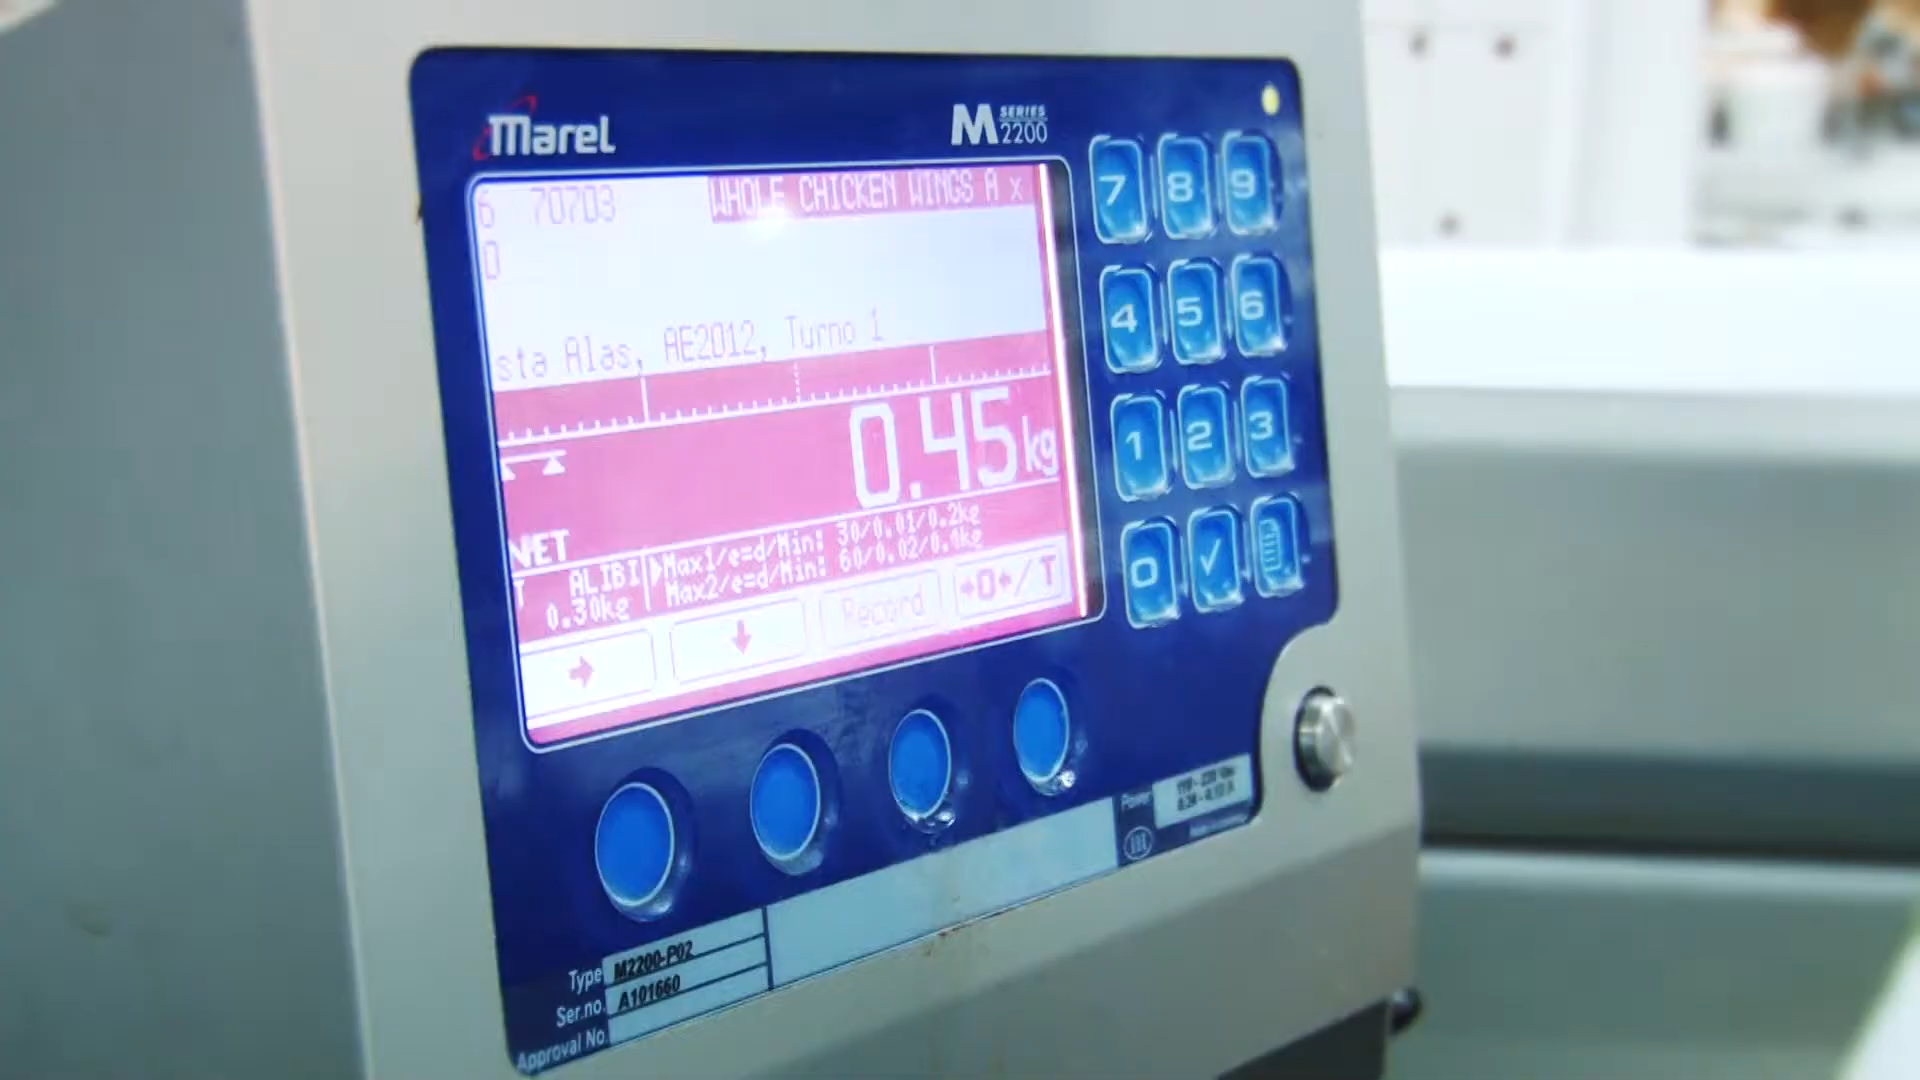 Marel
M SERIES 2200
6 70703 WHOLE CHICKEN WINGS A x
0
sta Alas, AE2012, Turno 1
0.45kg
NET
T ALIBI Max1/e=d/Min: 30/0.01/0.2kg
0.30kg Max2/e=d/Min: 60/0.02/0.4kg
Record →0←/T
7 8 9
4 5 6
1 2 3
0
Power
Type M2200-P02
Ser.no. A101660
Approval No.